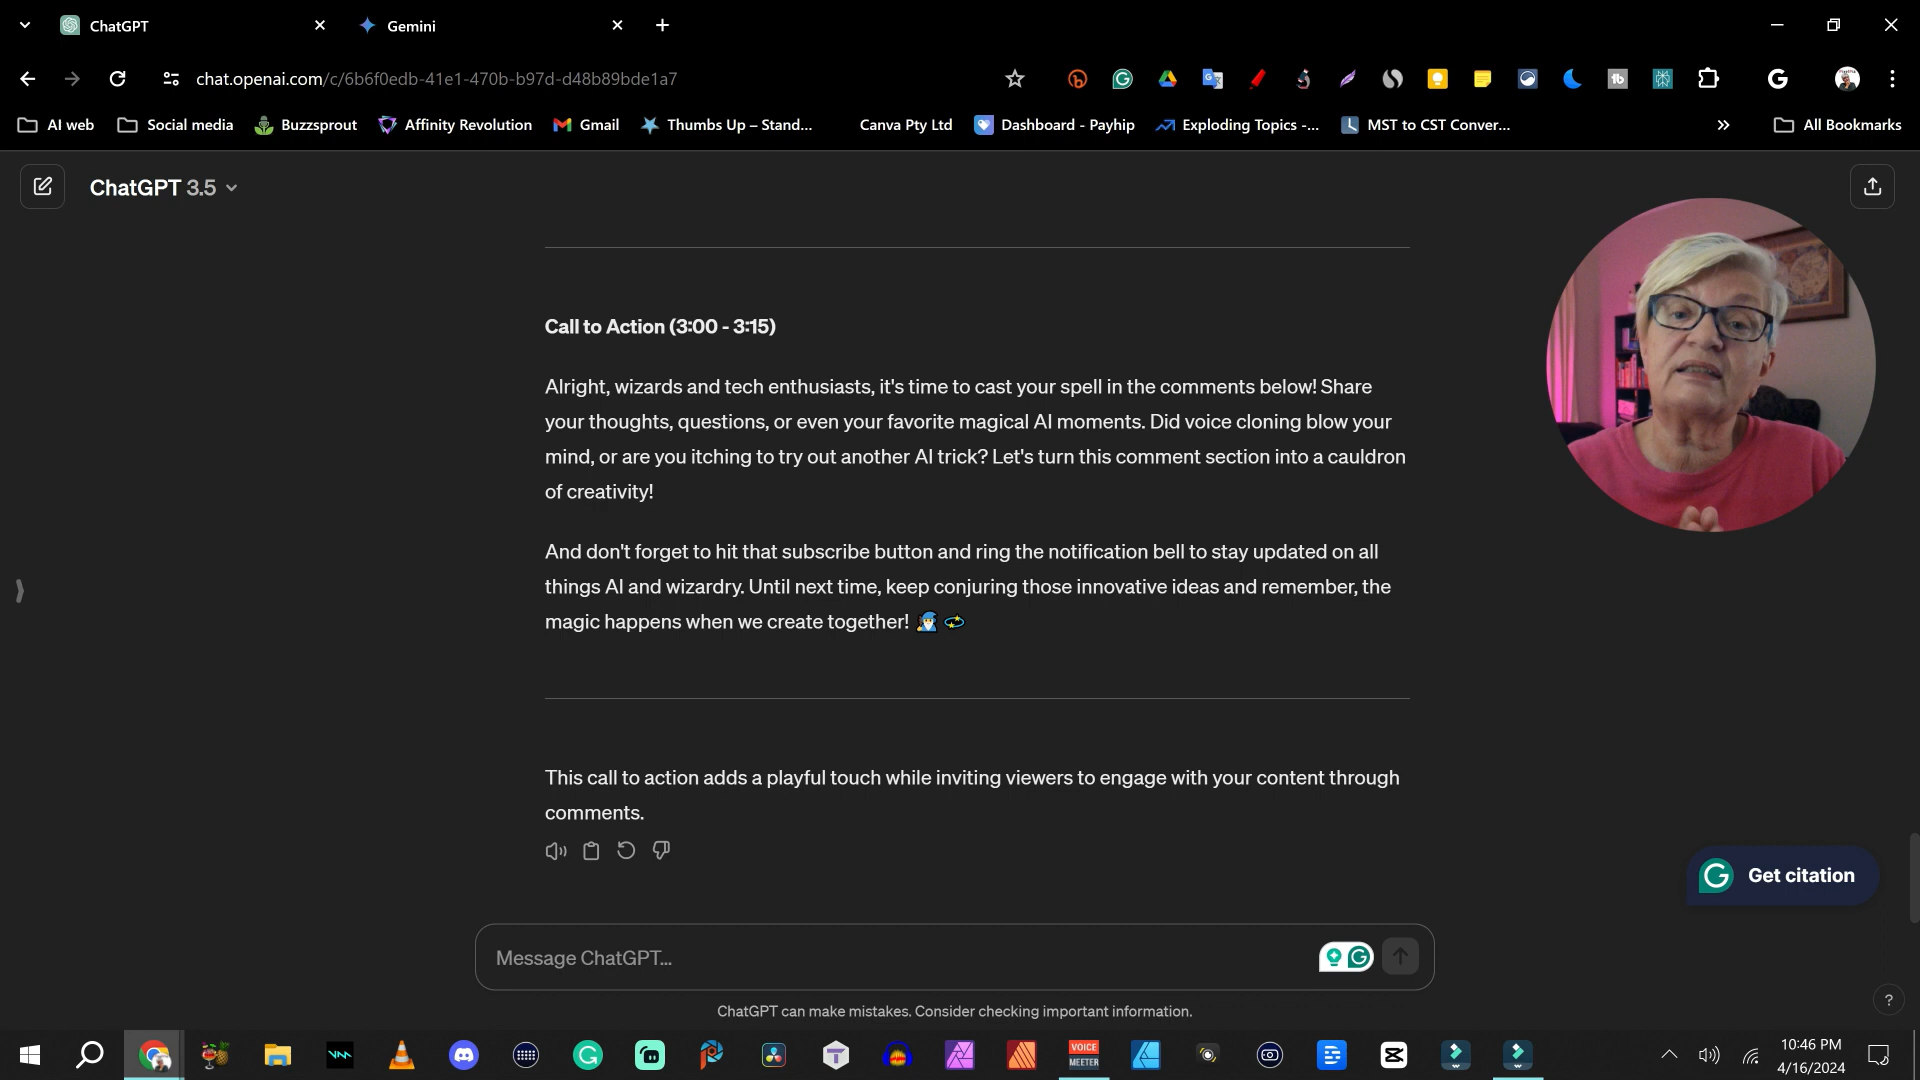 ChatGPT
Gemini
chat.openai.com/c/6b6f0edb-41e1-470b-b97d-d48b89bde1a7
AI web
Social media
Buzzsprout
Affinity Revolution
Gmail
Thumbs Up – Stand...
Canva Pty Ltd
Dashboard - Payhip
Exploding Topics -...
MST to CST Conver...
All Bookmarks
ChatGPT 3.5
Call to Action (3:00 - 3:15)
Alright, wizards and tech enthusiasts, it's time to cast your spell in the comments below! Share
your thoughts, questions, or even your favorite magical AI moments. Did voice cloning blow your
mind, or are you itching to try out another AI trick? Let's turn this comment section into a cauldron
of creativity!
And don't forget to hit that subscribe button and ring the notification bell to stay updated on all
things AI and wizardry. Until next time, keep conjuring those innovative ideas and remember, the
magic happens when we create together! 🧙‍♂️ 💫
This call to action adds a playful touch while inviting viewers to engage with your content through
comments.
Get citation
Message ChatGPT...
ChatGPT can make mistakes. Consider checking important information.
?
VOICE
MEETER
10:46 PM
4/16/2024